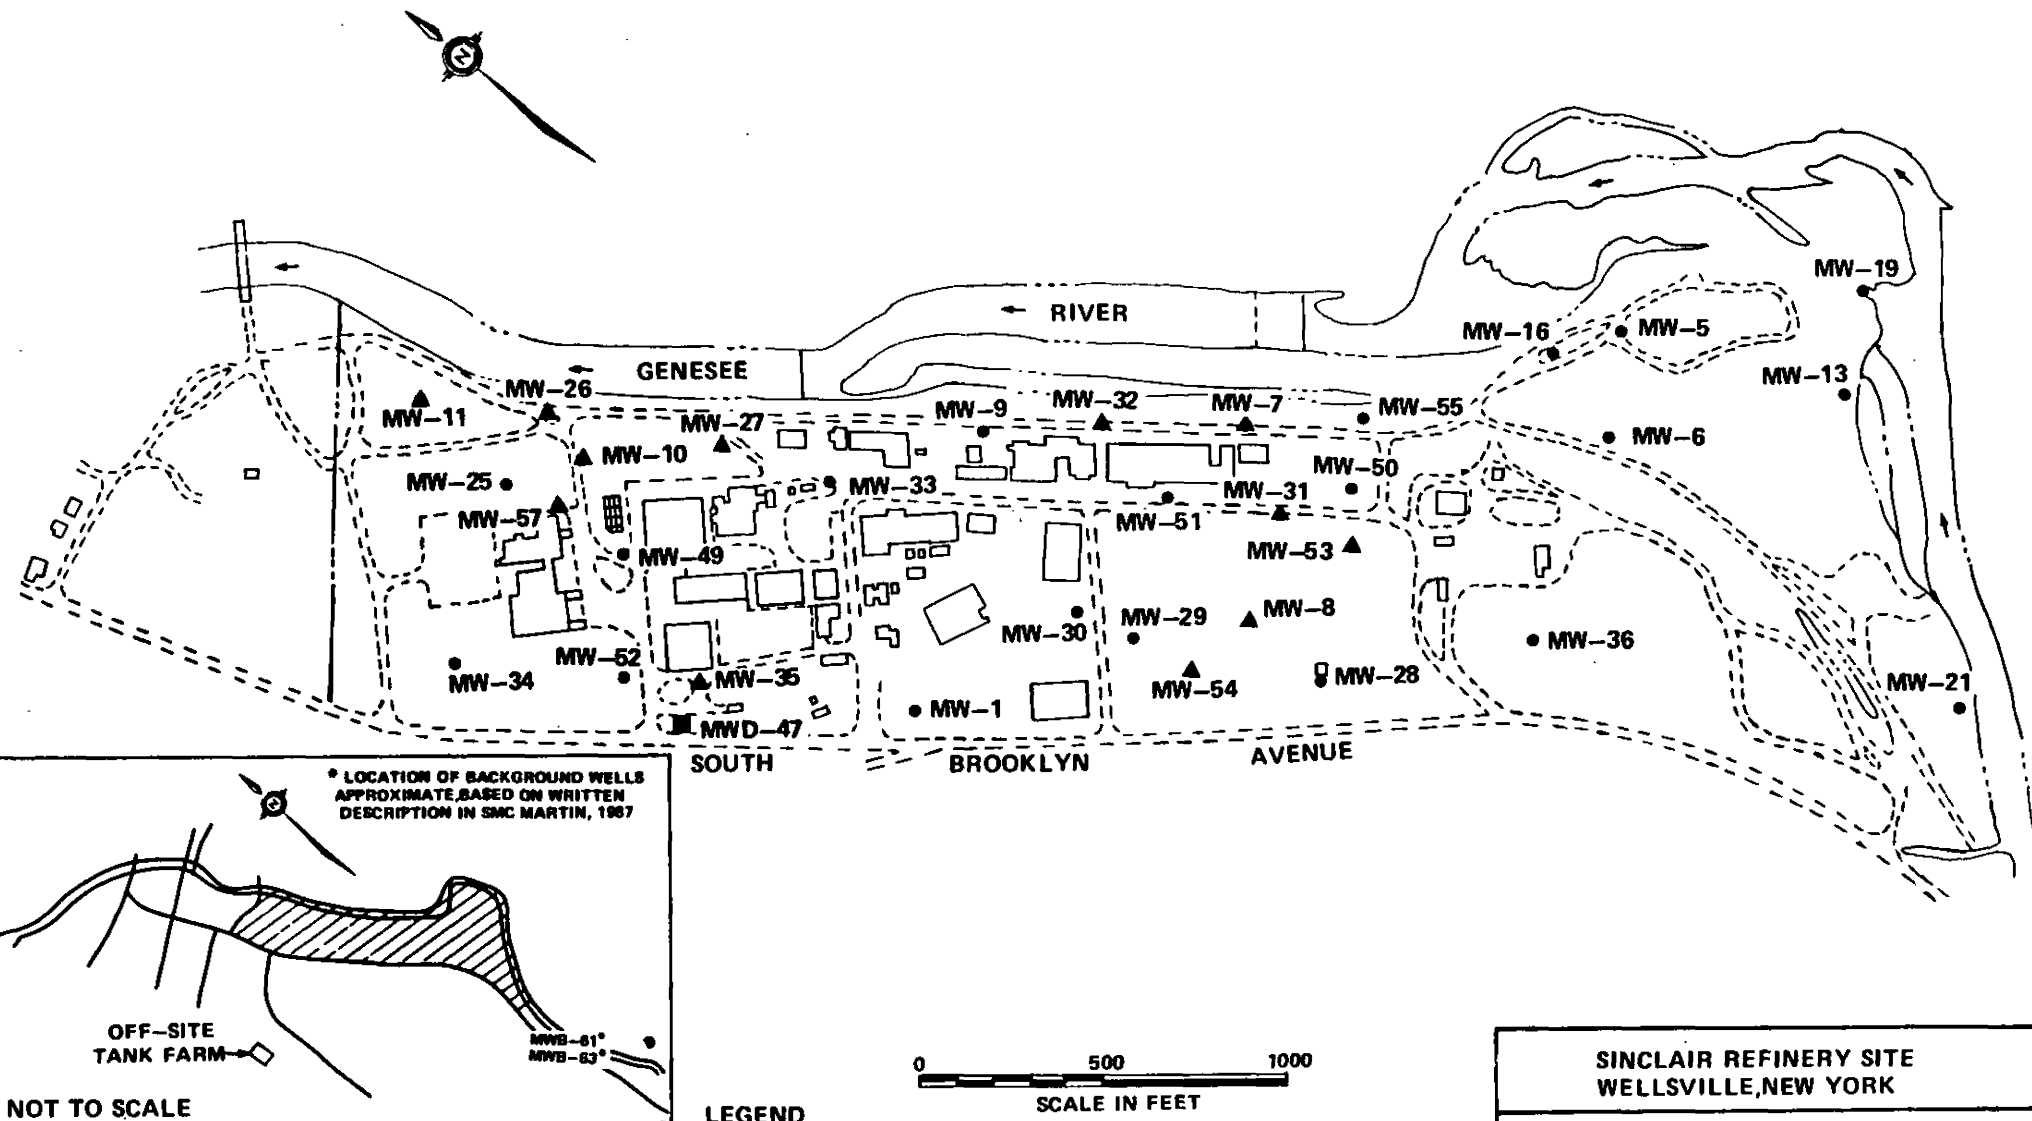 N
MW-19
RIVER
MW-16
MW-5
GENESEE
MW-13
MW-26
MW-11
MW-27
MW-9
MW-32
MW-7
MW-55
MW-6
MW-10
MW-50
MW-25
MW-33
MW-31
MW-57
MW-51
MW-49
MW-53
MW-8
MW-29
MW-30
MW-36
MW-52
MW-34
MW-35
MW-28
MW-54
MW-21
MW-1
MWD-47
SOUTH BROOKLYN AVENUE
* LOCATION OF BACKGROUND WELLS
APPROXIMATE, BASED ON WRITTEN
DESCRIPTION IN SMC MARTIN, 1987
N
OFF-SITE
TANK FARM
MWB-61*
MWB-63*
NOT TO SCALE
0 500 1000
SCALE IN FEET
LEGEND
SINCLAIR REFINERY SITE
WELLSVILLE, NEW YORK